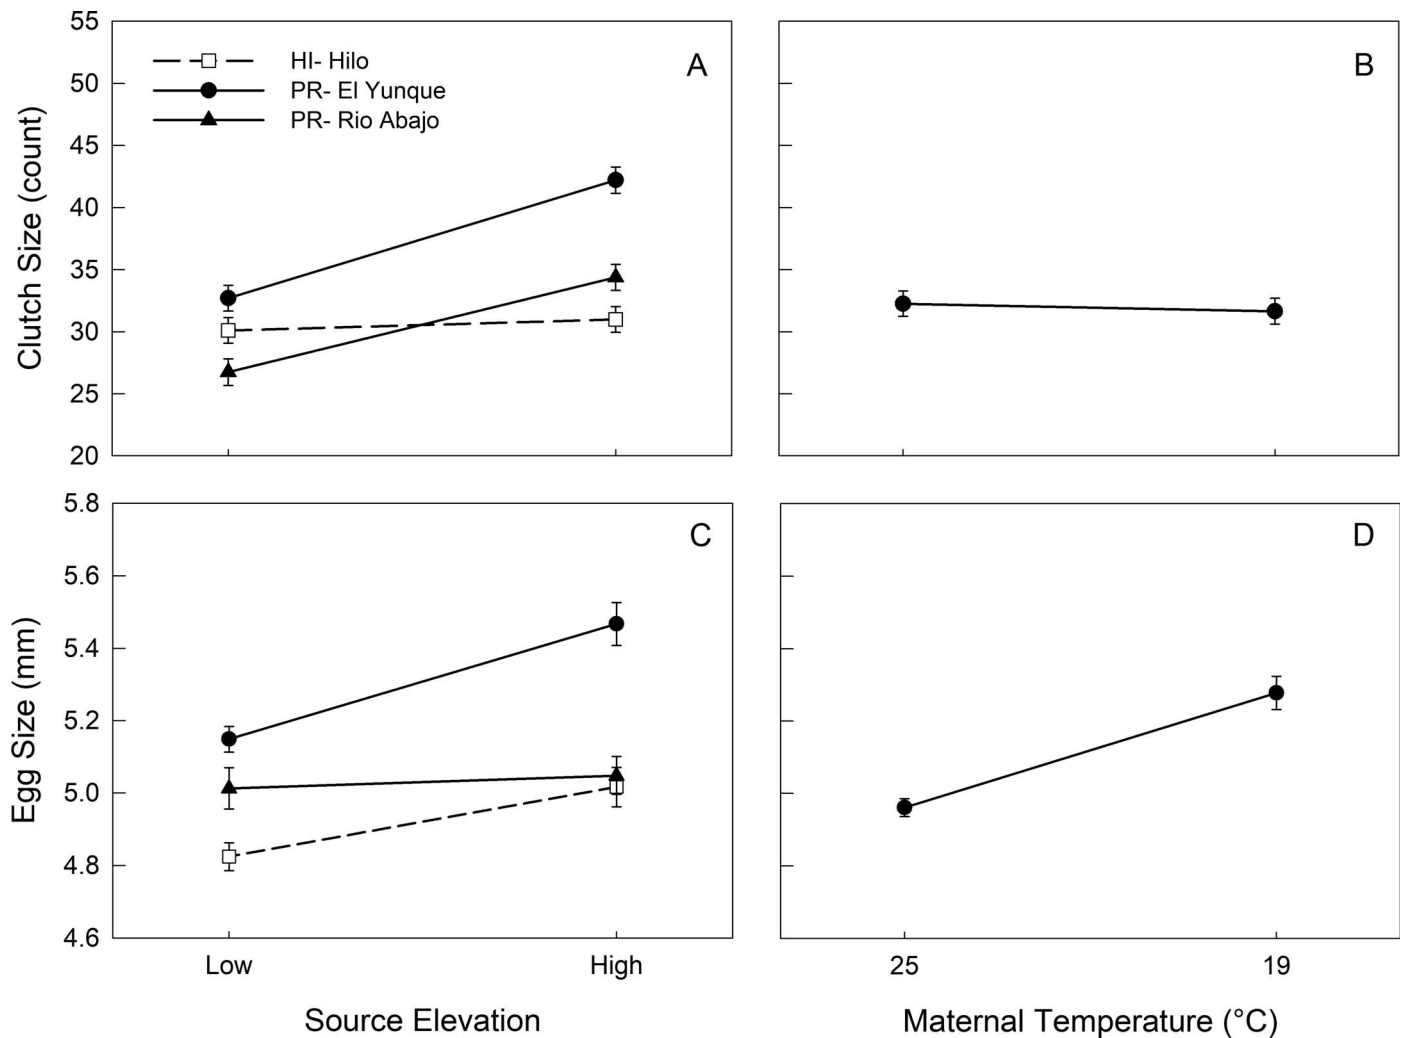 55
50
45
40
35
30
25
20
Clutch Size (count)
HI- Hilo
PR- El Yunque
PR- Rio Abajo
A
B
5.8
5.6
5.4
5.2
5.0
4.8
4.6
Egg Size (mm)
C
D
Low
High
25
19
Source Elevation
Maternal Temperature (°C)